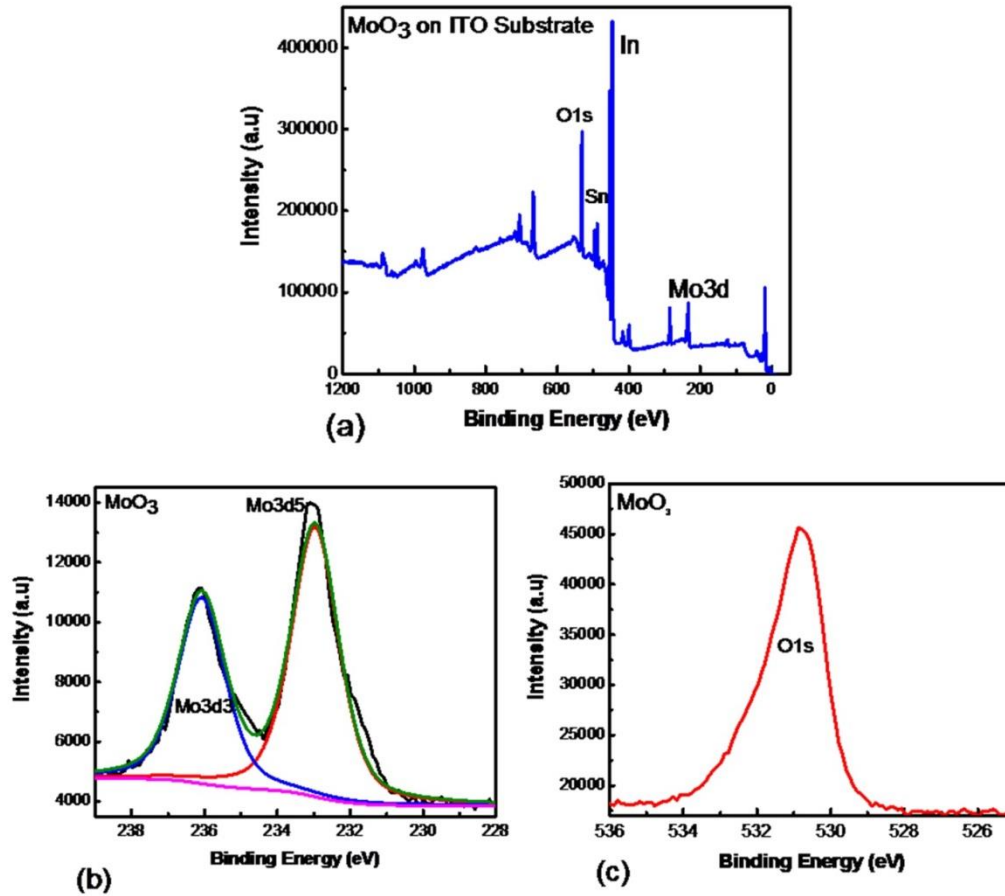 MoO3 on ITO Substrate
In
O1s
Sn
Mo3d
400000
300000
200000
100000
0
Intensity (a.u)
1200 1000 800 600 400 200 0
Binding Energy (eV)
(a)
MoO3
Mo3d5
Mo3d3
14000
12000
10000
8000
6000
4000
Intensity (a.u)
238 236 234 232 230 228
Binding Energy (eV)
(b)
MoO3
O1s
50000
45000
40000
35000
30000
25000
20000
Intensity (a.u)
536 534 532 530 528 526
Binding Energy (eV)
(c)